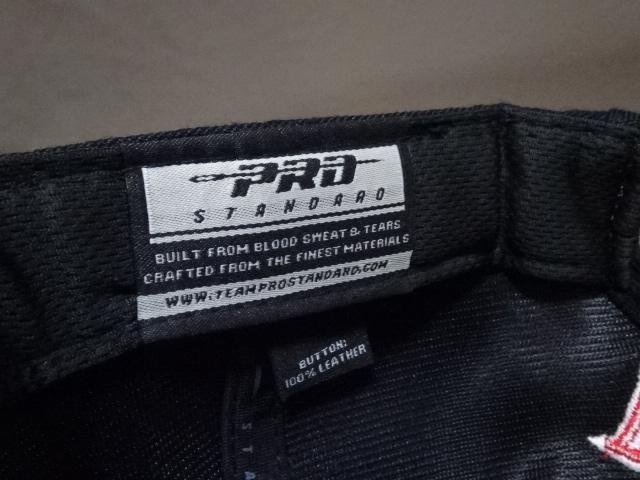 PRO
STANDARD
BUILT FROM BLOOD SWEAT & TEARS
CRAFTED FROM THE FINEST MATERIALS
WWW.TEAMPROSTANDARD.COM
BUTTON:
100% LEATHER
S T A